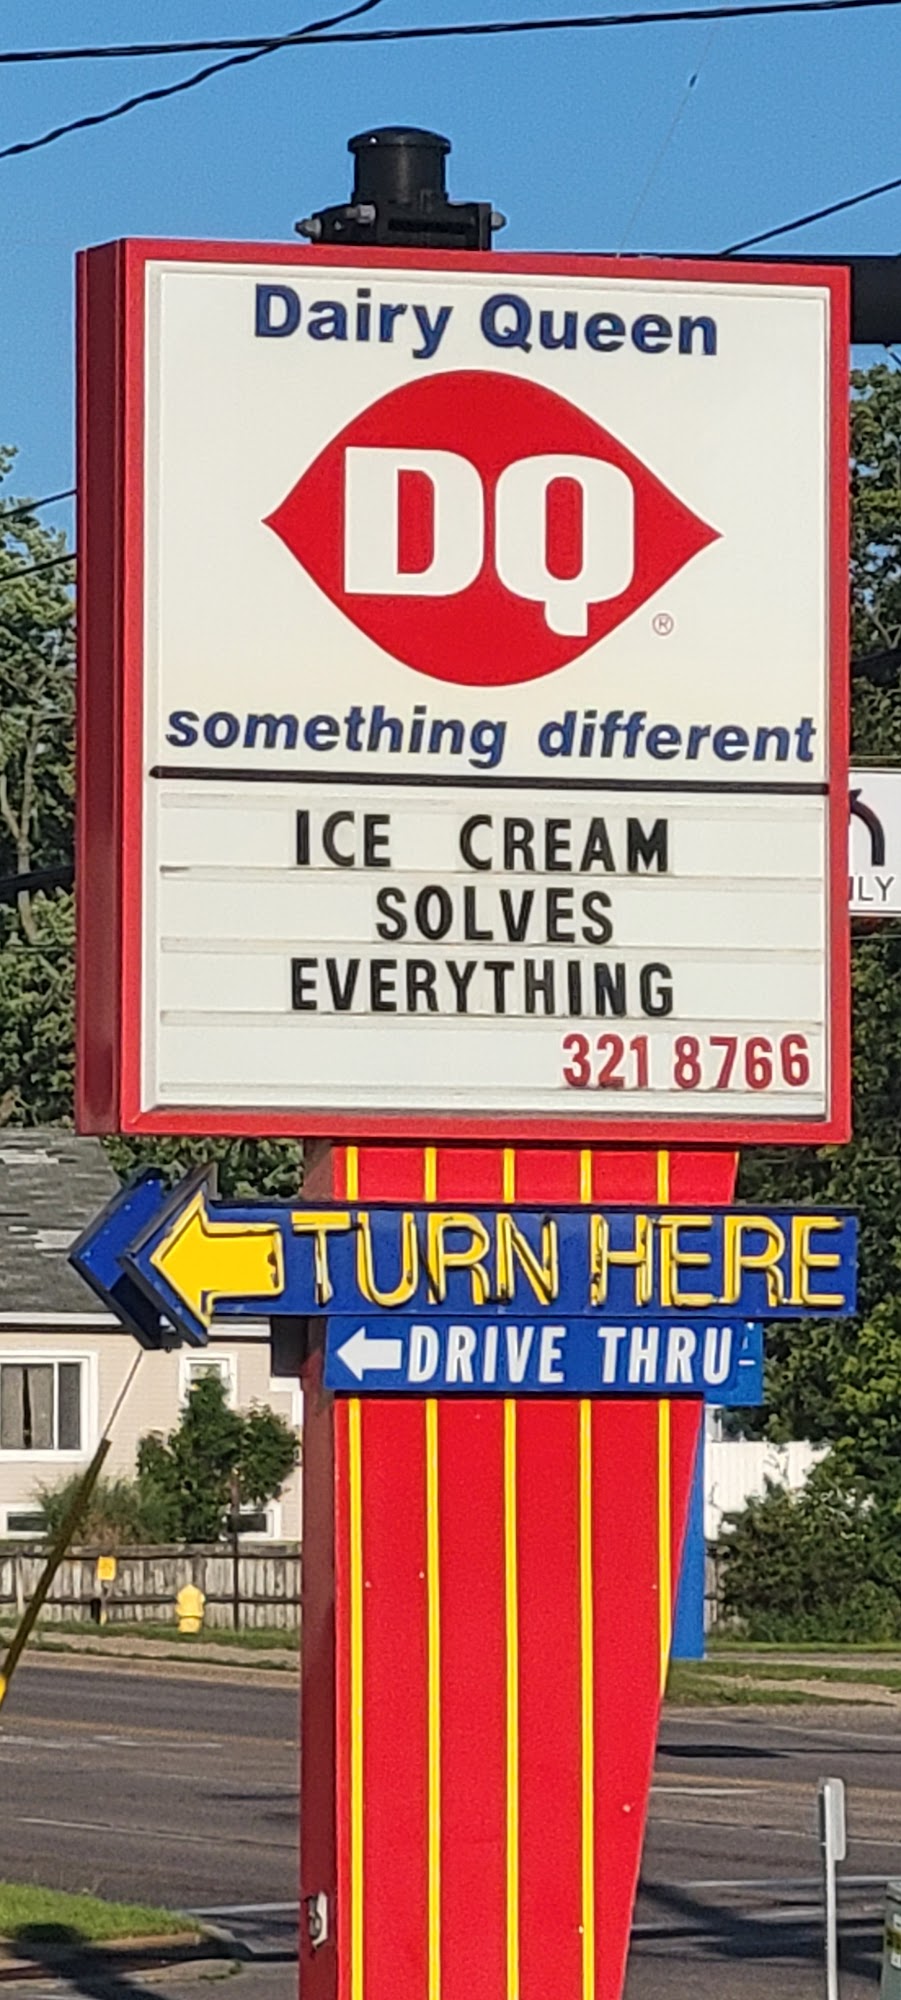 Dairy Queen
DQ
®
something different
ICE CREAM
SOLVES
EVERYTHING
321 8766
TURN HERE
DRIVE THRU